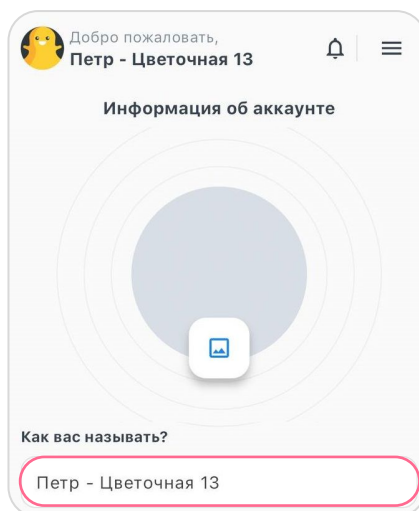 Добро пожаловать,
Петр - Цветочная 13
Информация об аккаунте
Как вас называть?
Петр - Цветочная 13